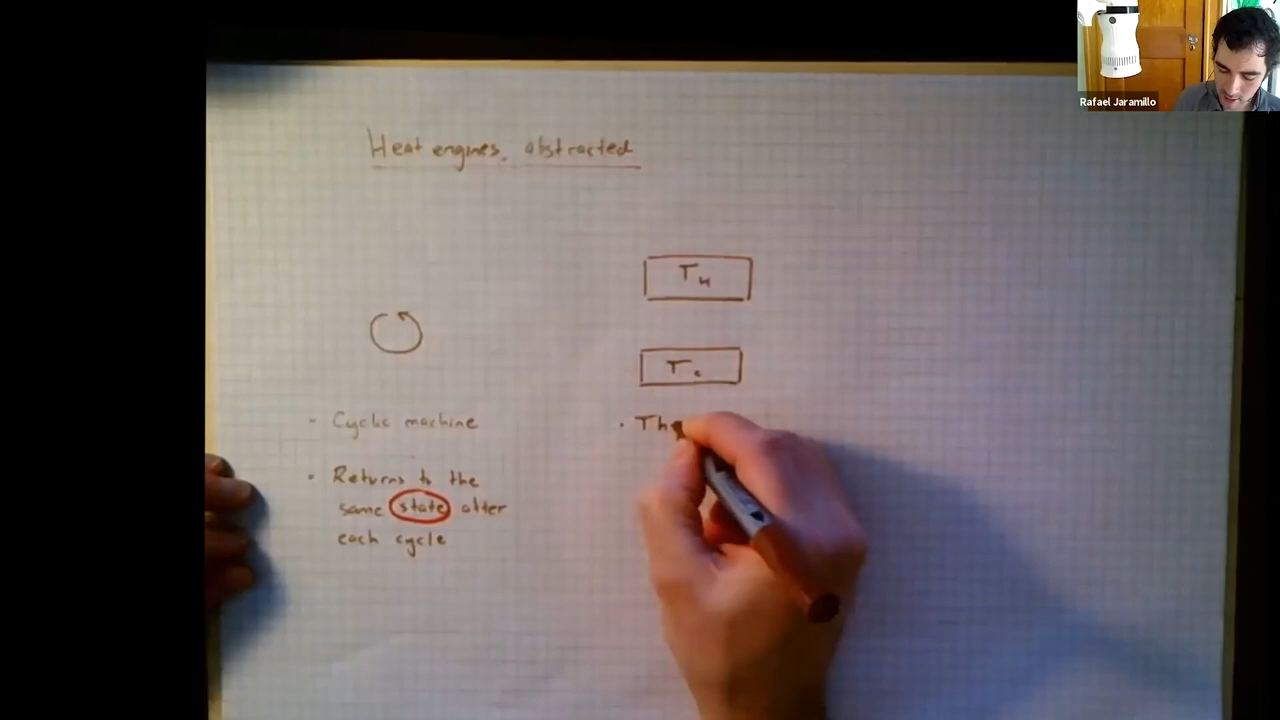 Rafael Jaramillo
Heat engines, abstracted
T_H
T_c
- Cyclic machine
- Returns to the
same state after
each cycle
· The